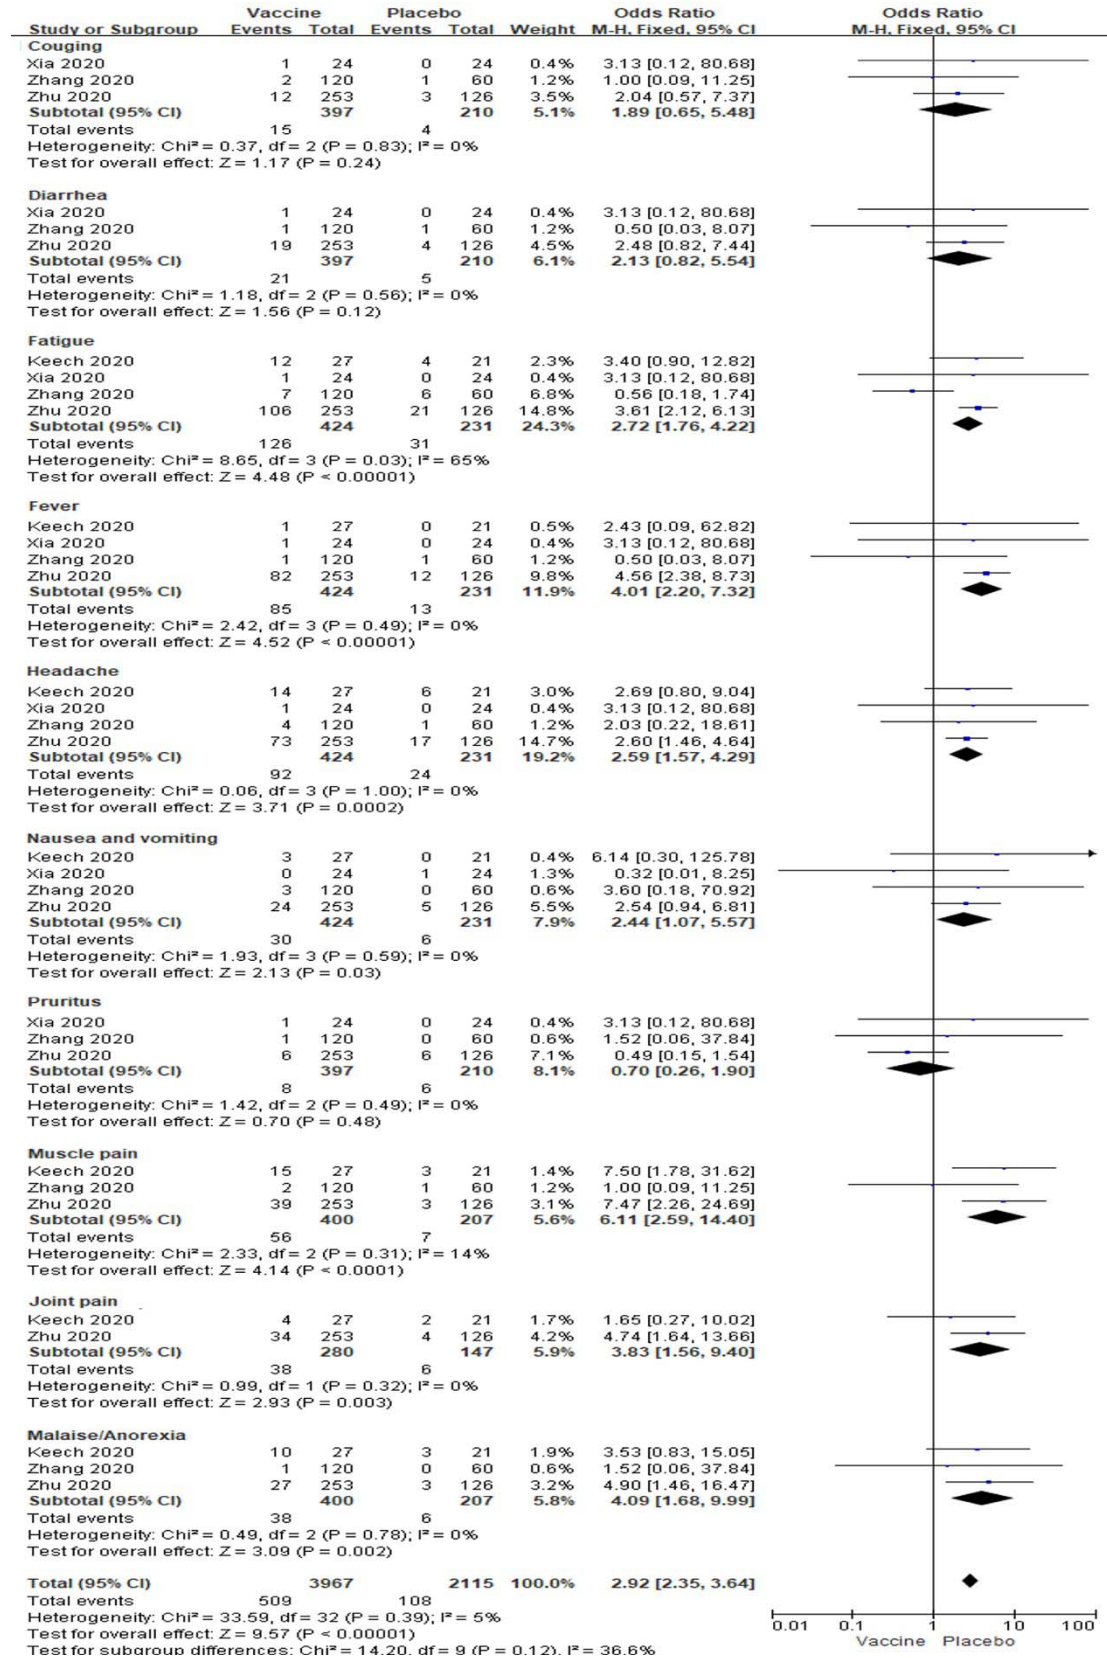 Vaccine Placebo Odds Ratio Odds Ratio
Study or Subgroup Events Total Events Total Weight M-H, Fixed, 95% CI M-H, Fixed, 95% CI
Couging
Xia 2020 1 24 0 24 0.4% 3.13 [0.12, 80.68]
Zhang 2020 2 120 1 60 1.2% 1.00 [0.09, 11.25]
Zhu 2020 12 253 3 126 3.5% 2.04 [0.57, 7.37]
Subtotal (95% CI) 397 210 5.1% 1.89 [0.65, 5.48]
Total events 15 4
Heterogeneity: Chi² = 0.37, df = 2 (P = 0.83); I² = 0%
Test for overall effect: Z = 1.17 (P = 0.24)
Diarrhea
Xia 2020 1 24 0 24 0.4% 3.13 [0.12, 80.68]
Zhang 2020 1 120 1 60 1.2% 0.50 [0.03, 8.07]
Zhu 2020 19 253 4 126 4.5% 2.48 [0.82, 7.44]
Subtotal (95% CI) 397 210 6.1% 2.13 [0.82, 5.54]
Total events 21 5
Heterogeneity: Chi² = 1.18, df = 2 (P = 0.56); I² = 0%
Test for overall effect: Z = 1.56 (P = 0.12)
Fatigue
Keech 2020 12 27 4 21 2.3% 3.40 [0.90, 12.82]
Xia 2020 1 24 0 24 0.4% 3.13 [0.12, 80.68]
Zhang 2020 7 120 6 60 6.8% 0.56 [0.18, 1.74]
Zhu 2020 106 253 21 126 14.8% 3.61 [2.12, 6.13]
Subtotal (95% CI) 424 231 24.3% 2.72 [1.76, 4.22]
Total events 126 31
Heterogeneity: Chi² = 8.65, df = 3 (P = 0.03); I² = 65%
Test for overall effect: Z = 4.48 (P < 0.00001)
Fever
Keech 2020 1 27 0 21 0.5% 2.43 [0.09, 62.82]
Xia 2020 1 24 0 24 0.4% 3.13 [0.12, 80.68]
Zhang 2020 1 120 1 60 1.2% 0.50 [0.03, 8.07]
Zhu 2020 82 253 12 126 9.8% 4.56 [2.38, 8.73]
Subtotal (95% CI) 424 231 11.9% 4.01 [2.20, 7.32]
Total events 85 13
Heterogeneity: Chi² = 2.42, df = 3 (P = 0.49); I² = 0%
Test for overall effect: Z = 4.52 (P < 0.00001)
Headache
Keech 2020 14 27 6 21 3.0% 2.69 [0.80, 9.04]
Xia 2020 1 24 0 24 0.4% 3.13 [0.12, 80.68]
Zhang 2020 4 120 1 60 1.2% 2.03 [0.22, 18.61]
Zhu 2020 73 253 17 126 14.7% 2.60 [1.46, 4.64]
Subtotal (95% CI) 424 231 19.2% 2.59 [1.57, 4.29]
Total events 92 24
Heterogeneity: Chi² = 0.06, df = 3 (P = 1.00); I² = 0%
Test for overall effect: Z = 3.71 (P = 0.0002)
Nausea and vomiting
Keech 2020 3 27 0 21 0.4% 6.14 [0.30, 125.78]
Xia 2020 0 24 1 24 1.3% 0.32 [0.01, 8.25]
Zhang 2020 3 120 0 60 0.6% 3.60 [0.18, 70.92]
Zhu 2020 24 253 5 126 5.5% 2.54 [0.94, 6.81]
Subtotal (95% CI) 424 231 7.9% 2.44 [1.07, 5.57]
Total events 30 6
Heterogeneity: Chi² = 1.93, df = 3 (P = 0.59); I² = 0%
Test for overall effect: Z = 2.13 (P = 0.03)
Pruritus
Xia 2020 1 24 0 24 0.4% 3.13 [0.12, 80.68]
Zhang 2020 1 120 0 60 0.6% 1.52 [0.06, 37.84]
Zhu 2020 6 253 6 126 7.1% 0.49 [0.15, 1.54]
Subtotal (95% CI) 397 210 8.1% 0.70 [0.26, 1.90]
Total events 8 6
Heterogeneity: Chi² = 1.42, df = 2 (P = 0.49); I² = 0%
Test for overall effect: Z = 0.70 (P = 0.48)
Muscle pain
Keech 2020 15 27 3 21 1.4% 7.50 [1.78, 31.62]
Zhang 2020 2 120 1 60 1.2% 1.00 [0.09, 11.25]
Zhu 2020 39 253 3 126 3.1% 7.47 [2.26, 24.69]
Subtotal (95% CI) 400 207 5.6% 6.11 [2.59, 14.40]
Total events 56 7
Heterogeneity: Chi² = 2.33, df = 2 (P = 0.31); I² = 14%
Test for overall effect: Z = 4.14 (P < 0.0001)
Joint pain
Keech 2020 4 27 2 21 1.7% 1.65 [0.27, 10.02]
Zhu 2020 34 253 4 126 4.2% 4.74 [1.64, 13.66]
Subtotal (95% CI) 280 147 5.9% 3.83 [1.56, 9.40]
Total events 38 6
Heterogeneity: Chi² = 0.99, df = 1 (P = 0.32); I² = 0%
Test for overall effect: Z = 2.93 (P = 0.003)
Malaise/Anorexia
Keech 2020 10 27 3 21 1.9% 3.53 [0.83, 15.05]
Zhang 2020 1 120 0 60 0.6% 1.52 [0.06, 37.84]
Zhu 2020 27 253 3 126 3.2% 4.90 [1.46, 16.47]
Subtotal (95% CI) 400 207 5.8% 4.09 [1.68, 9.99]
Total events 38 6
Heterogeneity: Chi² = 0.49, df = 2 (P = 0.78); I² = 0%
Test for overall effect: Z = 3.09 (P = 0.002)
Total (95% CI) 3967 2115 100.0% 2.92 [2.35, 3.64]
Total events 509 108
Heterogeneity: Chi² = 33.59, df = 32 (P = 0.39); I² = 5%
Test for overall effect: Z = 9.57 (P < 0.00001)
Test for subgroup differences: Chi² = 14.20, df = 9 (P = 0.12), I² = 36.6%
0.01 0.1 1 10 100
Vaccine Placebo